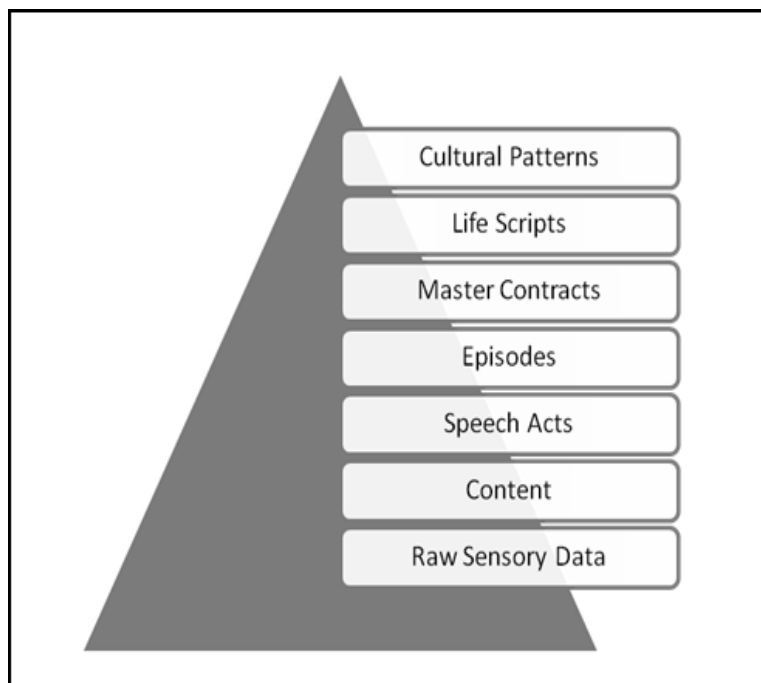 Cultural Patterns
Life Scripts
Master Contracts
Episodes
Speech Acts
Content
Raw Sensory Data